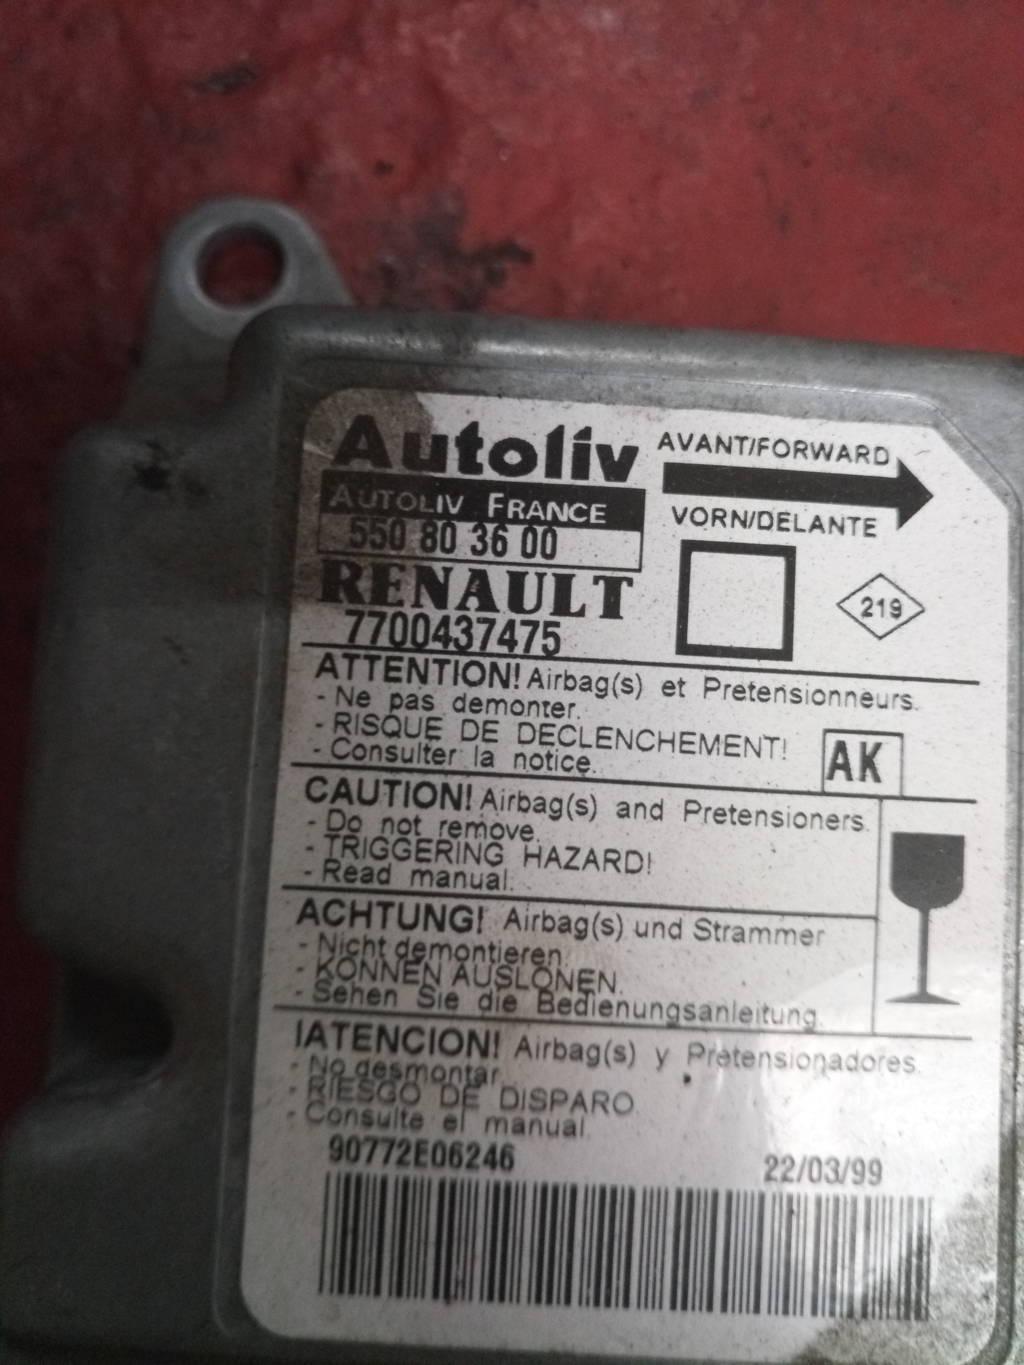 Autoliv
AVANT/FORWARD
AUTOLIV FRANCE
VORN/DELANTE
550 80 36 00
RENAULT
219
7700437475
ATTENTION! Airbag(s) et Pretensionneurs.
- Ne pas demonter.
- RISQUE DE DECLENCHEMENT!
- Consulter la notice.
AK
CAUTION! Airbag(s) and Pretensioners.
- Do not remove.
- TRIGGERING HAZARD!
- Read manual.
ACHTUNG! Airbag(s) und Strammer
- Nicht demontieren.
- KONNEN AUSLONEN.
- Sehen Sie die Bedienungsanleitung.
IATENCION! Airbag(s) y Pretensionadores.
- No desmontar.
- RIESGO DE DISPARO.
- Consulte el manual.
90772E06246
22/03/99